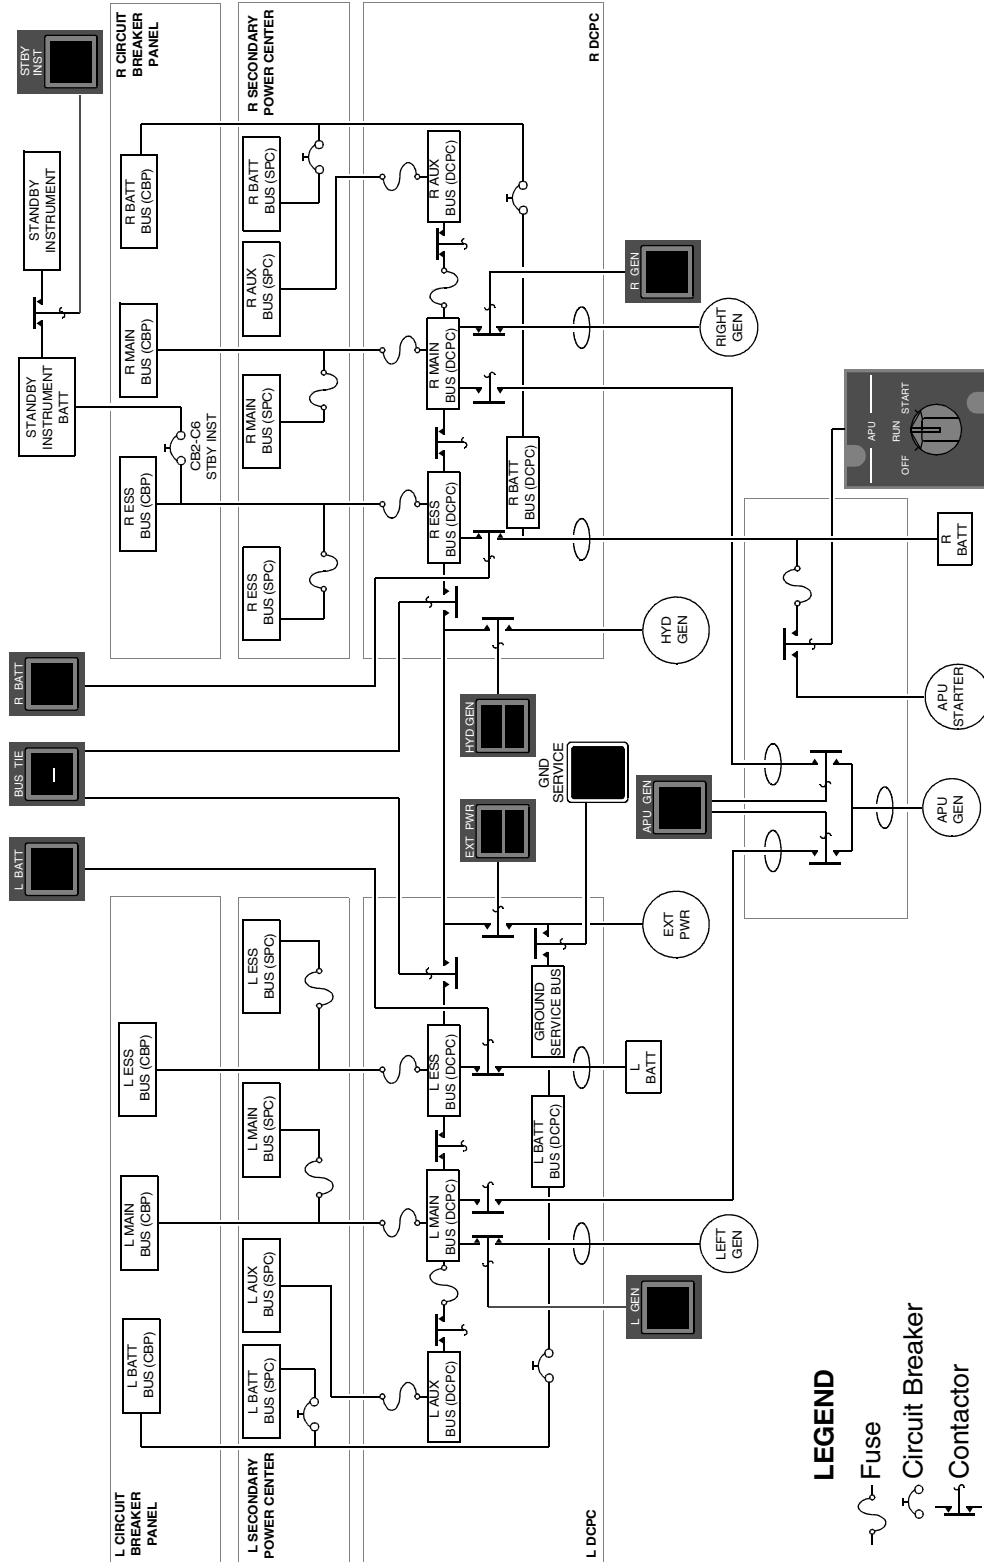 L CIRCUIT
BREAKER
PANEL
L BATT
BUS (CBP)
L MAIN
BUS (CBP)
L ESS
BUS (CBP)
L BATT
BUS TIE
R BATT
R ESS
BUS (CBP)
CB2-C6
STBY INST
STANDBY
INSTRUMENT
BATT
R MAIN
BUS (CBP)
STANDBY
INSTRUMENT
R BATT
BUS (CBP)
STBY
INST
R CIRCUIT
BREAKER
PANEL
L SECONDARY
POWER CENTER
L BATT
BUS (SPC)
L AUX
BUS (SPC)
L MAIN
BUS (SPC)
L ESS
BUS (SPC)
R ESS
BUS (SPC)
R MAIN
BUS (SPC)
R AUX
BUS (SPC)
R BATT
BUS (SPC)
R SECONDARY
POWER CENTER
L AUX
BUS (DCPC)
L MAIN
BUS (DCPC)
L ESS
BUS (DCPC)
EXT PWR
HYD GEN
R ESS
BUS (DCPC)
R MAIN
BUS (DCPC)
R AUX
BUS (DCPC)
L BATT
BUS (DCPC)
GROUND
SERVICE BUS
GND
SERVICE
R BATT
BUS (DCPC)
L DCPC
R DCPC
L GEN
L
BATT
EXT
PWR
APU GEN
HYD
GEN
R GEN
LEFT
GEN
RIGHT
GEN
OFF
RUN
START
APU
APU
GEN
APU
STARTER
R
BATT
LEGEND
Fuse
Circuit Breaker
Contactor